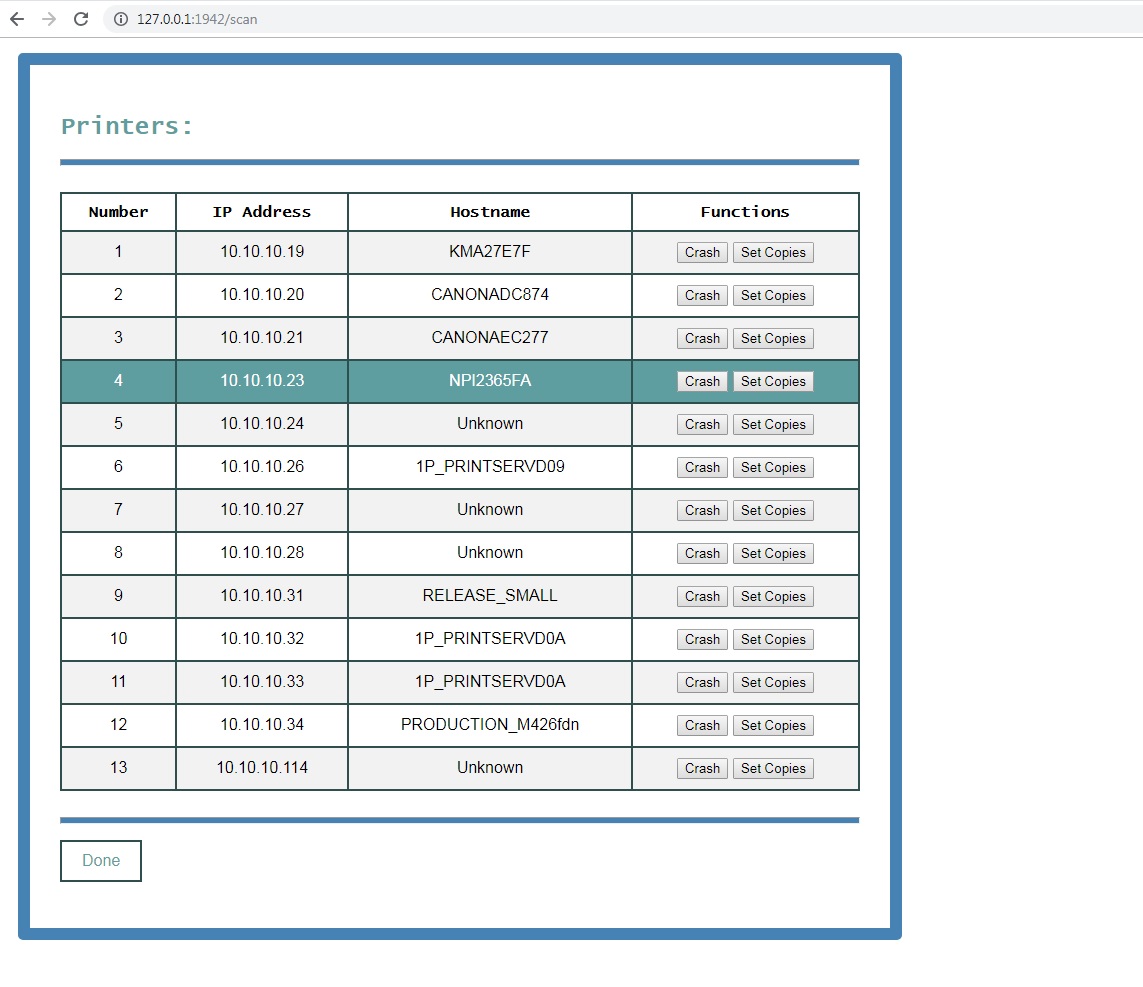 127.0.0.1:1942/scan
Printers:
Number IP Address Hostname Functions
1 10.10.10.19 KMA27E7F Crash Set Copies
2 10.10.10.20 CANONADC874 Crash Set Copies
3 10.10.10.21 CANONAEC277 Crash Set Copies
4 10.10.10.23 NPI2365FA Crash Set Copies
5 10.10.10.24 Unknown Crash Set Copies
6 10.10.10.26 1P_PRINTSERVD09 Crash Set Copies
7 10.10.10.27 Unknown Crash Set Copies
8 10.10.10.28 Unknown Crash Set Copies
9 10.10.10.31 RELEASE_SMALL Crash Set Copies
10 10.10.10.32 1P_PRINTSERVD0A Crash Set Copies
11 10.10.10.33 1P_PRINTSERVD0A Crash Set Copies
12 10.10.10.34 PRODUCTION_M426fdn Crash Set Copies
13 10.10.10.114 Unknown Crash Set Copies
Done